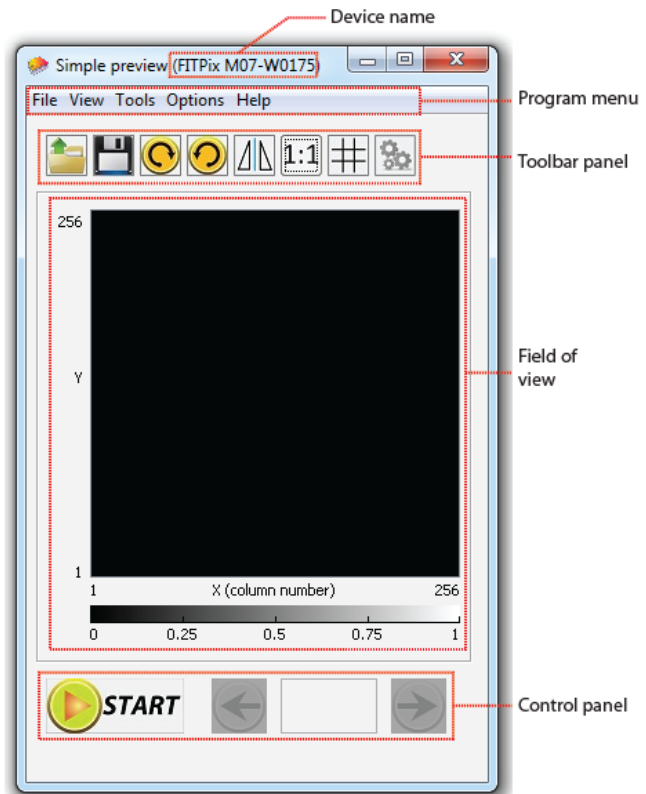 Device name
Simple preview (FITPix M07-W0175)
File View Tools Options Help
Program menu
1:1
Toolbar panel
256
Y
Field of
view
1
1 X (column number) 256
0 0.25 0.5 0.75 1
START
Control panel